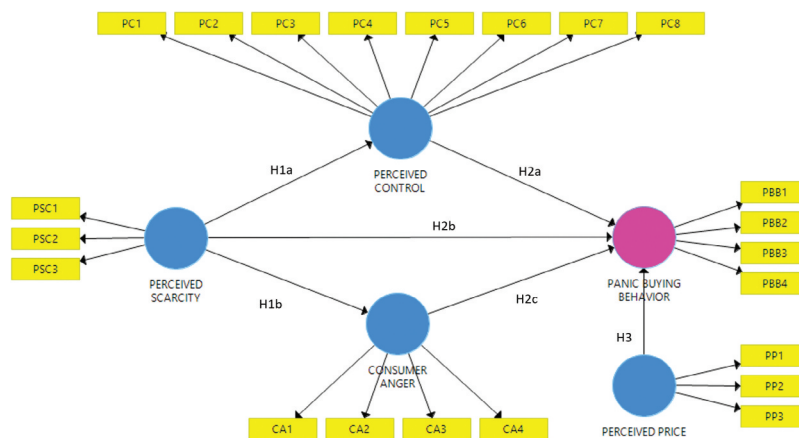 PC1
PC2
PC3
PC4
PC5
PC6
PC7
PC8
PERCEIVED
CONTROL
H1a
H2a
PSC1
PSC2
PSC3
PERCEIVED
SCARCITY
H2b
PBB1
PBB2
PBB3
PBB4
PANIC BUYING
BEHAVIOR
H1b
H2c
H3
CONSUMER
ANGER
CA1
CA2
CA3
CA4
PERCEIVED PRICE
PP1
PP2
PP3